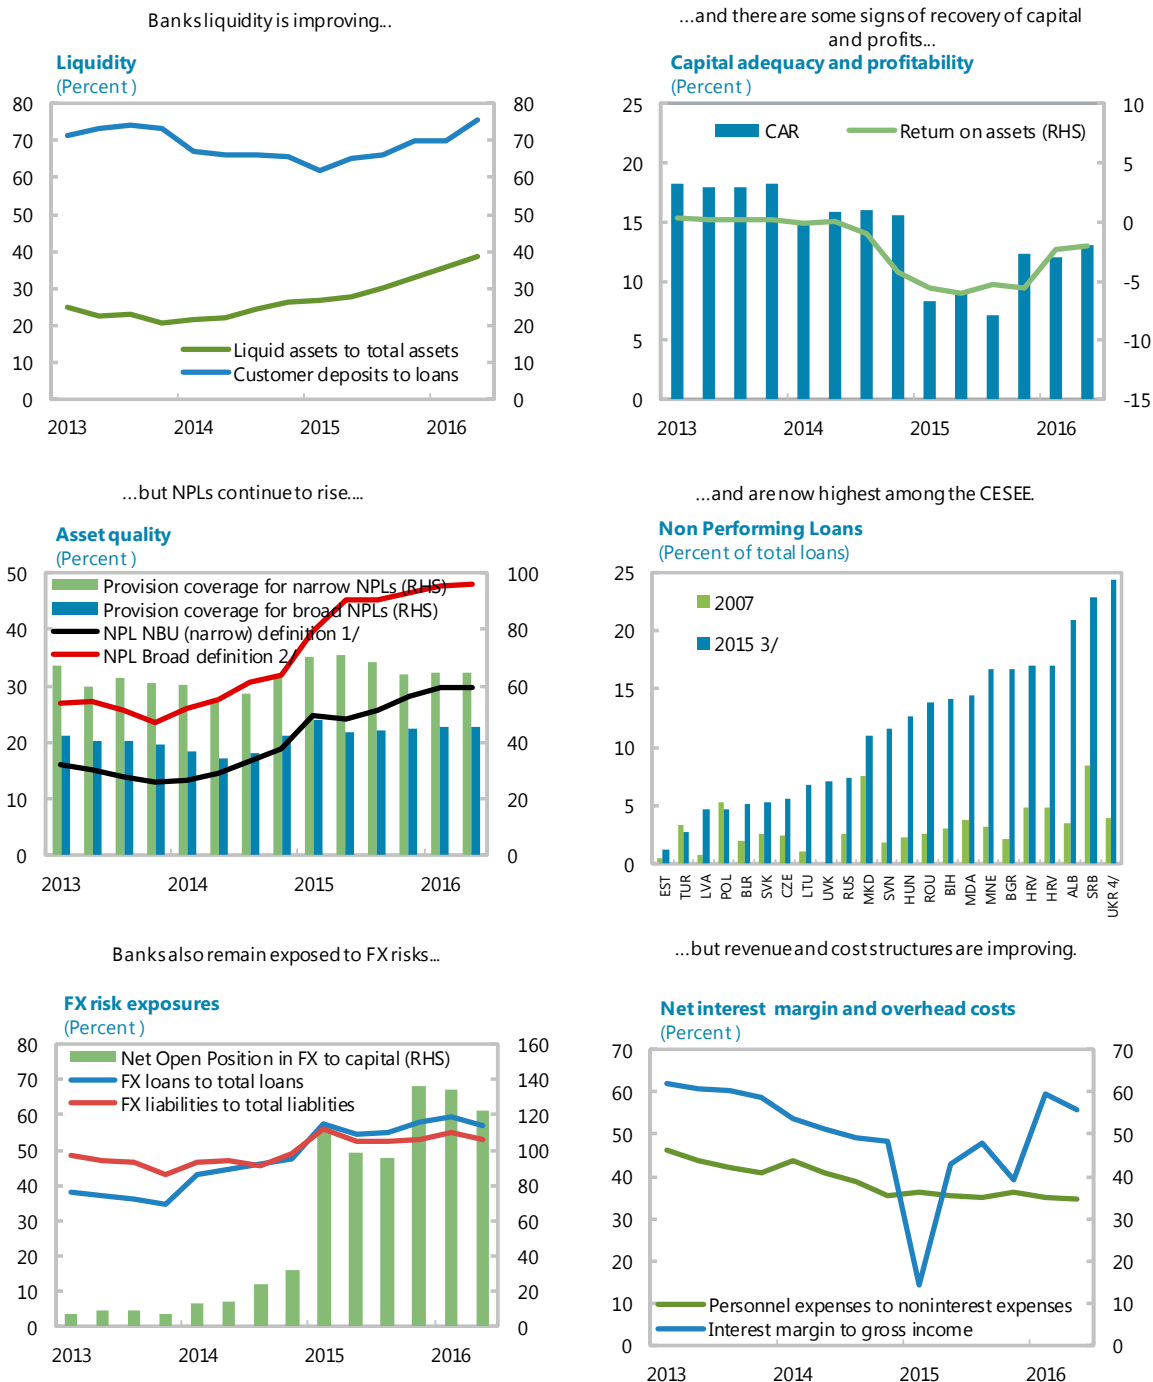 Banks liquidity is improving...
Liquidity
(Percent )
80
70
60
50
40
30
20
10
0
80
70
60
50
40
30
20
10
0
Liquid assets to total assets
Customer deposits to loans
2013
2014
2015
2016
...and there are some signs of recovery of capital
and profits...
Capital adequacy and profitability
(Percent )
25
20
15
10
5
0
10
5
0
-5
-10
-15
CAR
Return on assets (RHS)
2013
2014
2015
2016
...but NPLs continue to rise....
Asset quality
(Percent )
50
40
30
20
10
0
100
80
60
40
20
0
Provision coverage for narrow NPLs (RHS)
Provision coverage for broad NPLs (RHS)
NPL NBU (narrow) definition 1/
NPL Broad definition 2/
2013
2014
2015
2016
...and are now highest among the CESEE.
Non Performing Loans
(Percent of total loans)
25
20
15
10
5
0
2007
2015 3/
EST
TUR
LVA
POL
BLR
SVK
CZE
LTU
UVK
RUS
MKD
SVN
HUN
ROU
BIH
MDA
MNE
BGR
HRV
HRV
ALB
SRB
UKR 4/
Banks also remain exposed to FX risks...
FX risk exposures
(Percent )
80
70
60
50
40
30
20
10
0
160
140
120
100
80
60
40
20
0
Net Open Position in FX to capital (RHS)
FX loans to total loans
FX liabilities to total liablities
2013
2014
2015
2016
...but revenue and cost structures are improving.
Net interest margin and overhead costs
(Percent )
70
60
50
40
30
20
10
0
70
60
50
40
30
20
10
0
Personnel expenses to noninterest expenses
Interest margin to gross income
2013
2014
2015
2016